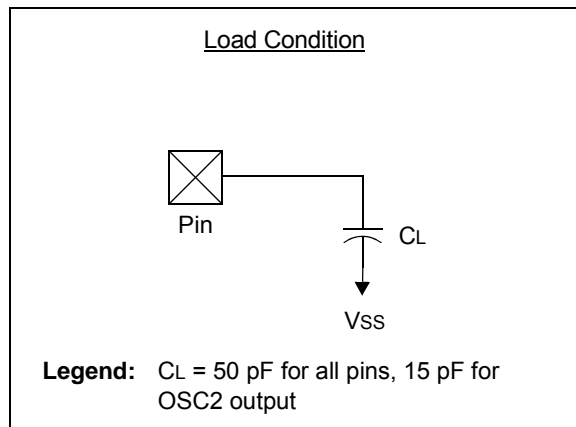 Load Condition
Pin
CL
VSS
Legend: CL = 50 pF for all pins, 15 pF for
OSC2 output